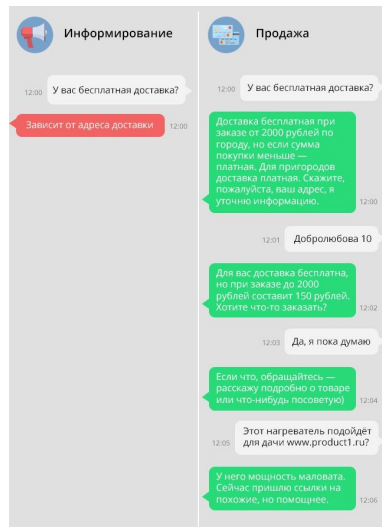 Информирование
12:00 У вас бесплатная доставка?
Зависит от адреса доставки 12:00
Продажа
12:00 У вас бесплатная доставка?
Доставка бесплатная при
заказе от 2000 рублей по
городу, но если сумма
покупки меньше —
платная. Для пригородов
доставка платная. Скажите,
пожалуйста, ваш адрес, я
уточню информацию. 12:00
12:01 Добролюбова 10
Для вас доставка бесплатна,
но при заказе до 2000
рублей составит 150 рублей.
Хотите что-то заказать? 12:02
12:03 Да, я пока думаю
Если что, обращайтесь —
расскажу подробно о товаре
или что-нибудь посоветую) 12:04
Этот нагреватель подойдёт
12:05 для дачи www.product1.ru?
У него мощность маловата.
Сейчас пришлю ссылки на
похожие, но помощнее. 12:06